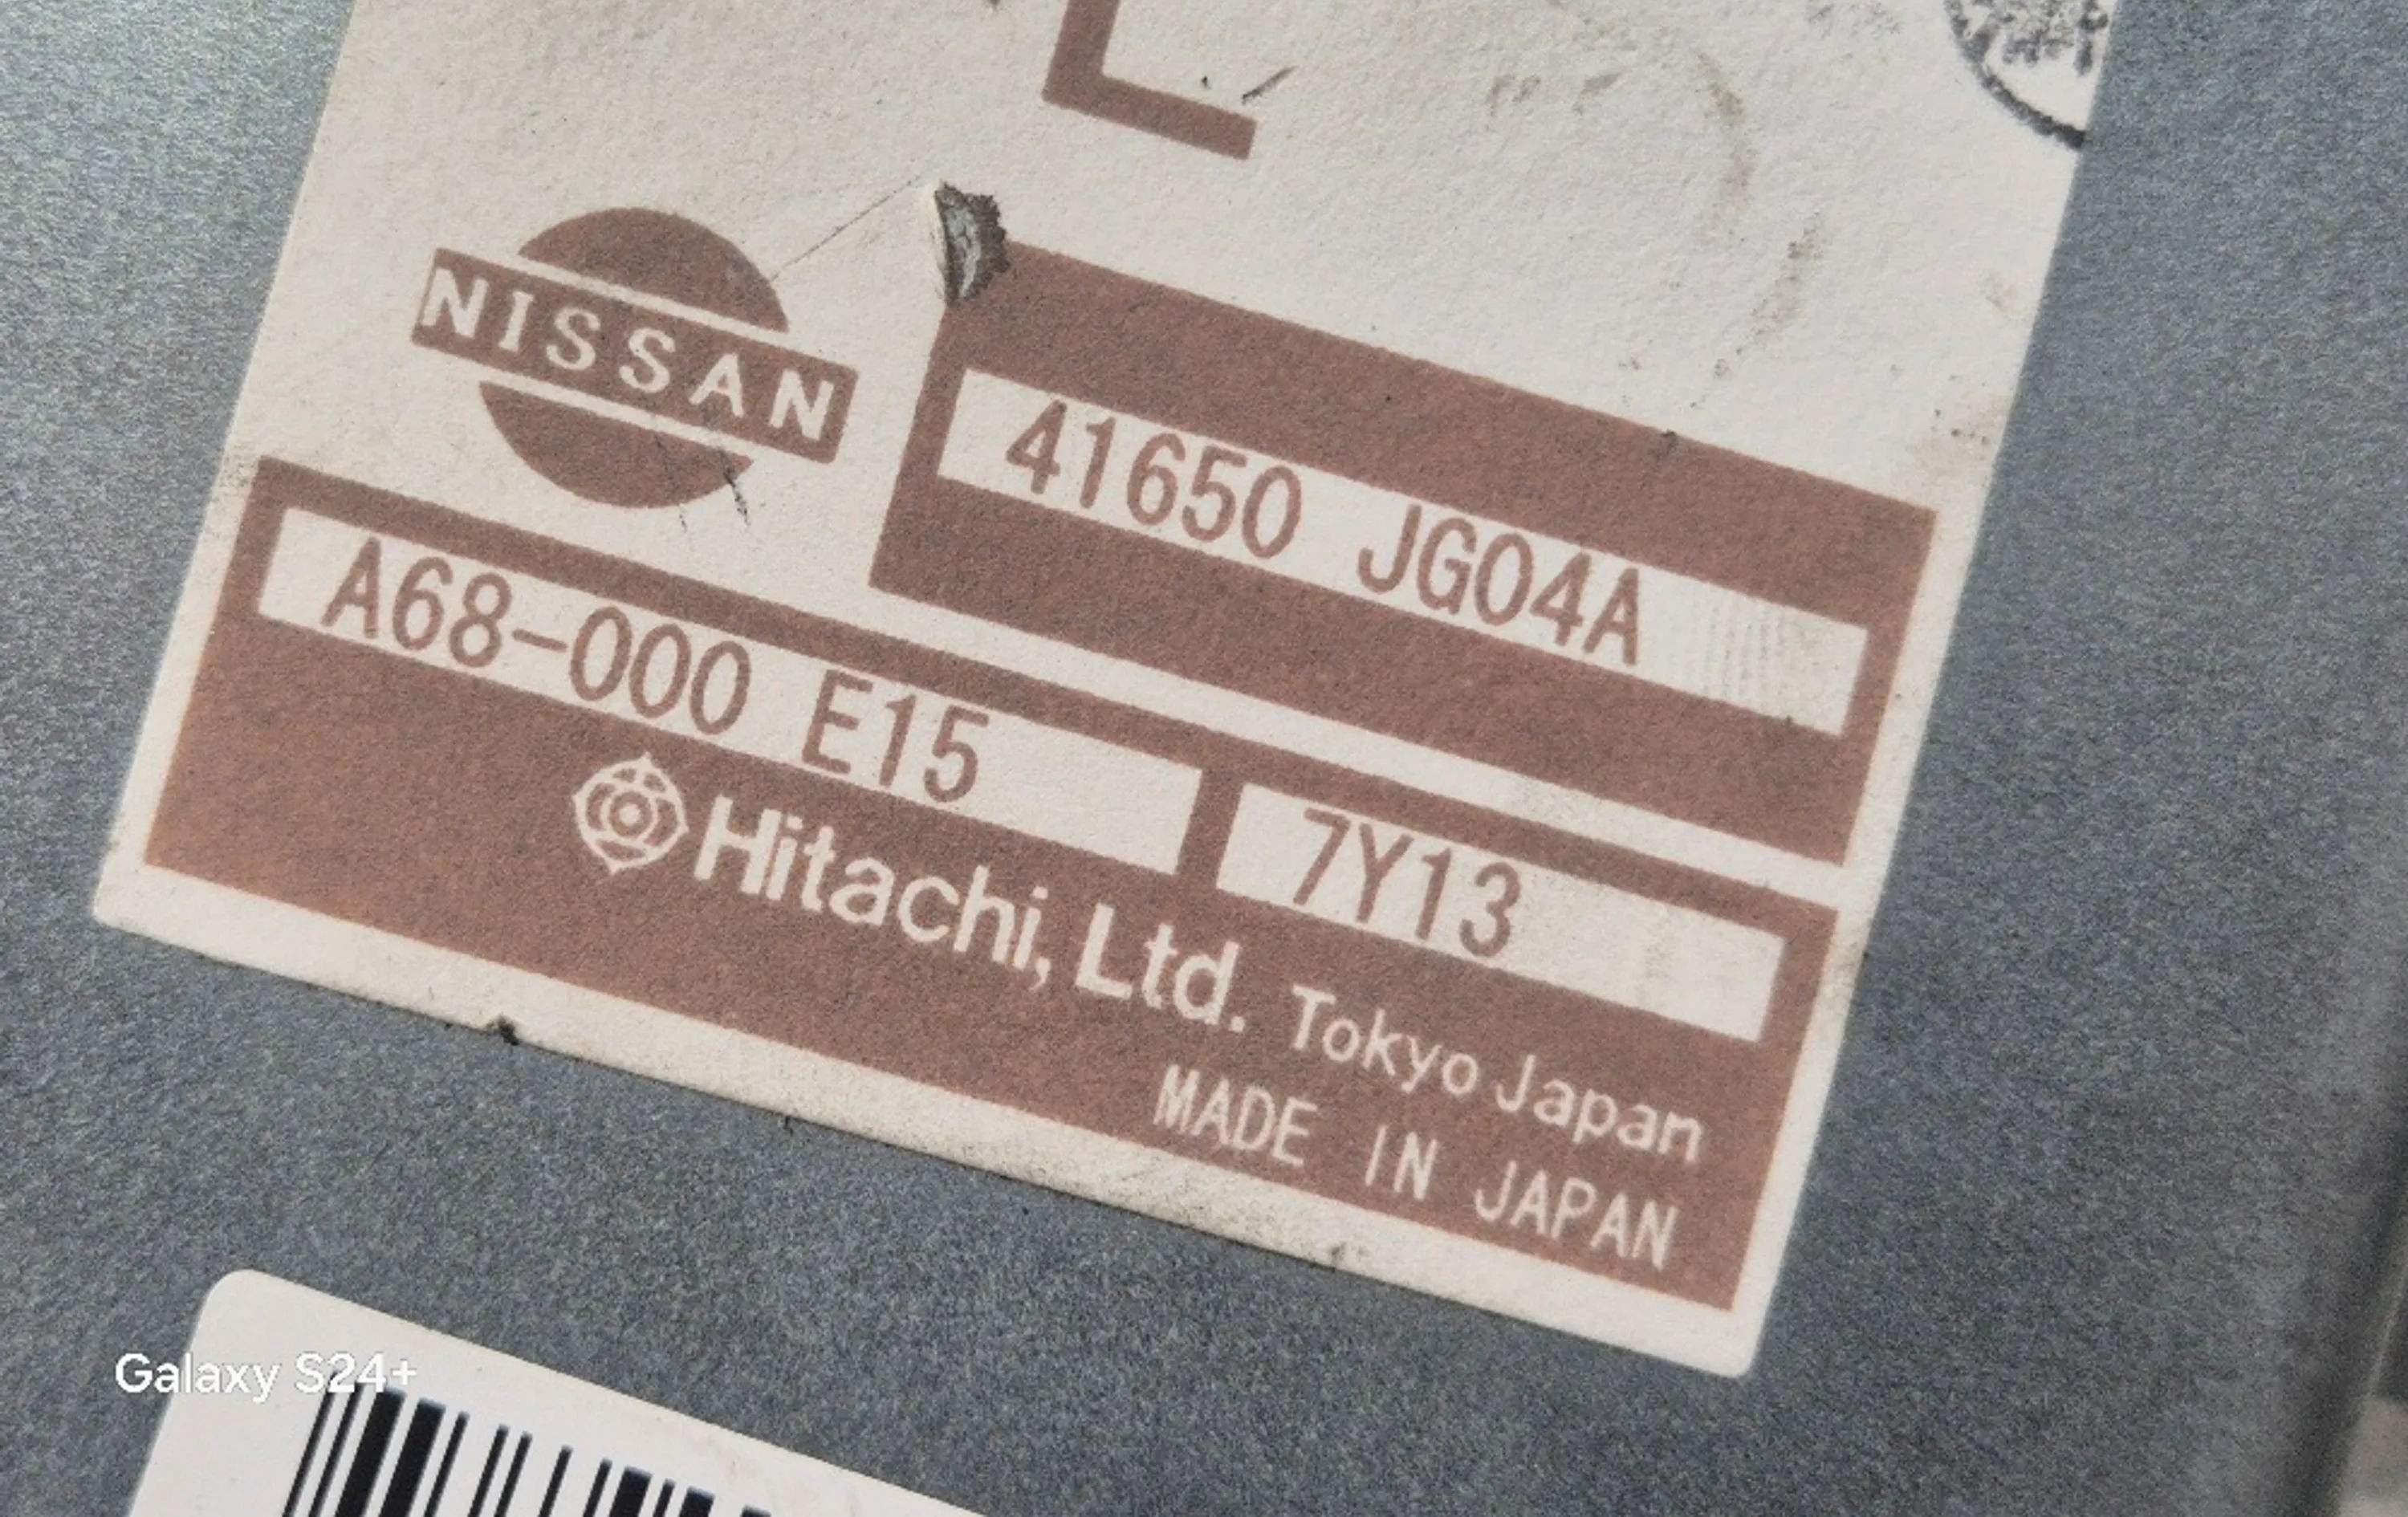 L
NISSAN
41650 JG04A
A68-000 E15
7Y13
Hitachi, Ltd. Tokyo Japan
MADE IN JAPAN
Galaxy S24+